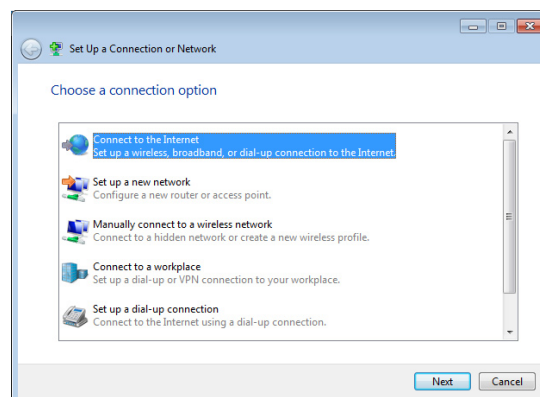 Set Up a Connection or Network
Choose a connection option
Connect to the Internet
Set up a wireless, broadband, or dial-up connection to the Internet.
Set up a new network
Configure a new router or access point.
Manually connect to a wireless network
Connect to a hidden network or create a new wireless profile.
Connect to a workplace
Set up a dial-up or VPN connection to your workplace.
Set up a dial-up connection
Connect to the Internet using a dial-up connection.
Next Cancel